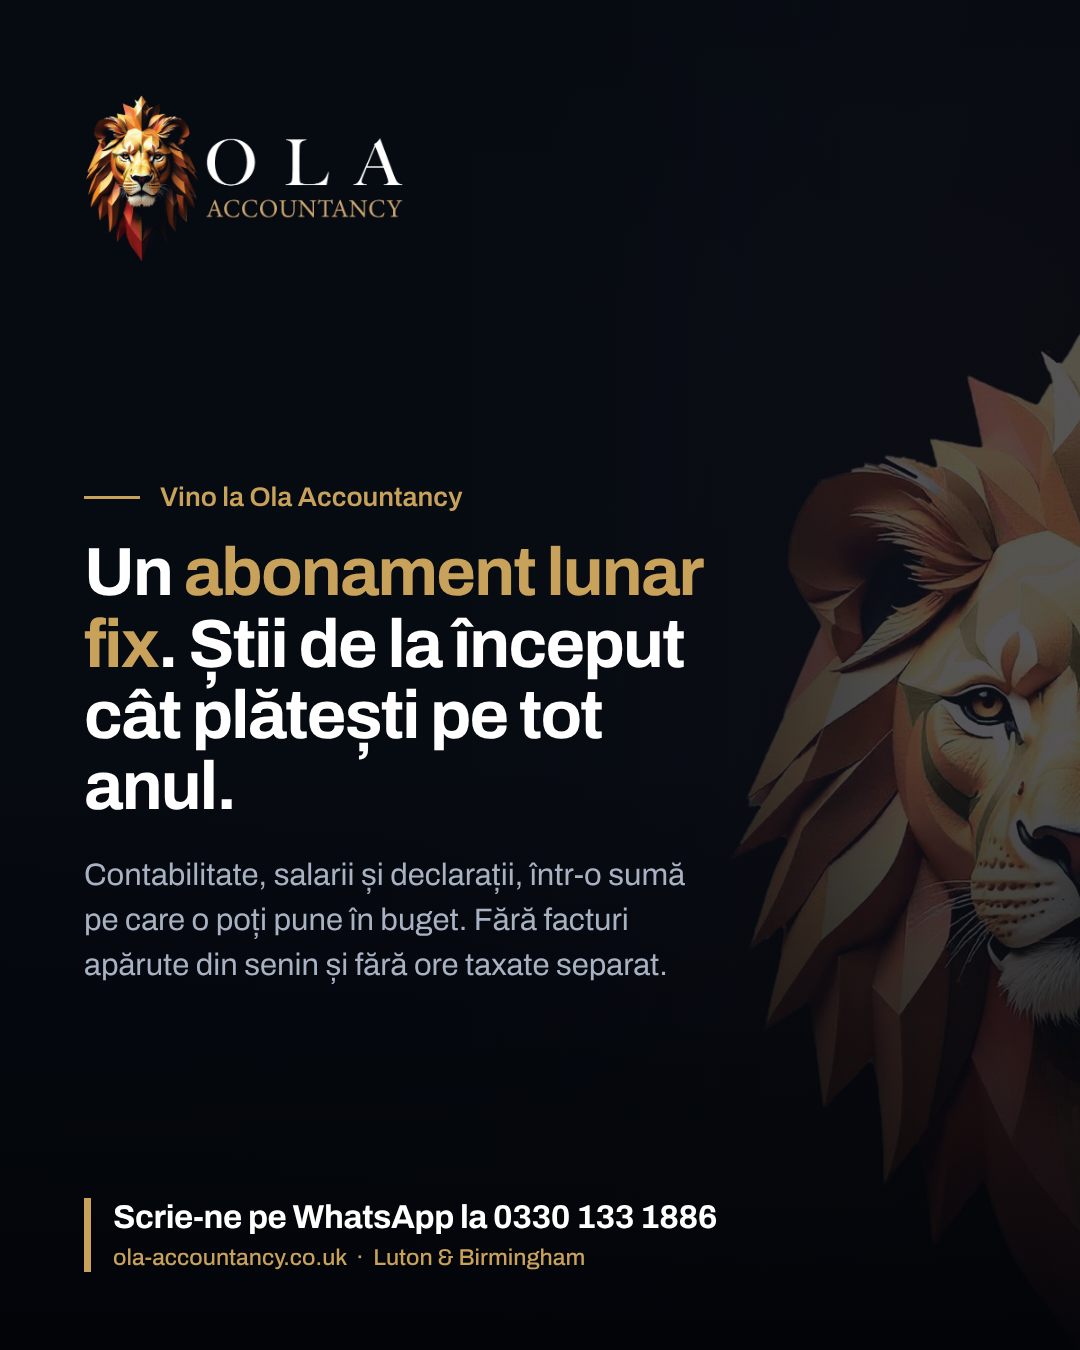 OLA
ACCOUNTANCY
Vino la Ola Accountancy
Un abonament lunar
fix. Știi de la început
cât plătești pe tot
anul.
Contabilitate, salarii și declarații, într-o sumă
pe care o poți pune în buget. Fără facturi
apărute din senin și fără ore taxate separat.
Scrie-ne pe WhatsApp la 0330 133 1886
ola-accountancy.co.uk · Luton & Birmingham